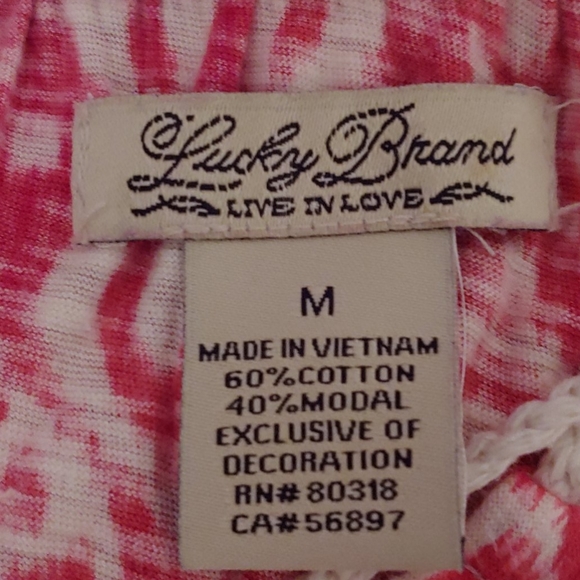 Lucky Brand
LIVE IN LOVE
M
MADE IN VIETNAM
60%COTTON
40%MODAL
EXCLUSIVE OF
DECORATION
RN#80318
CA#56897